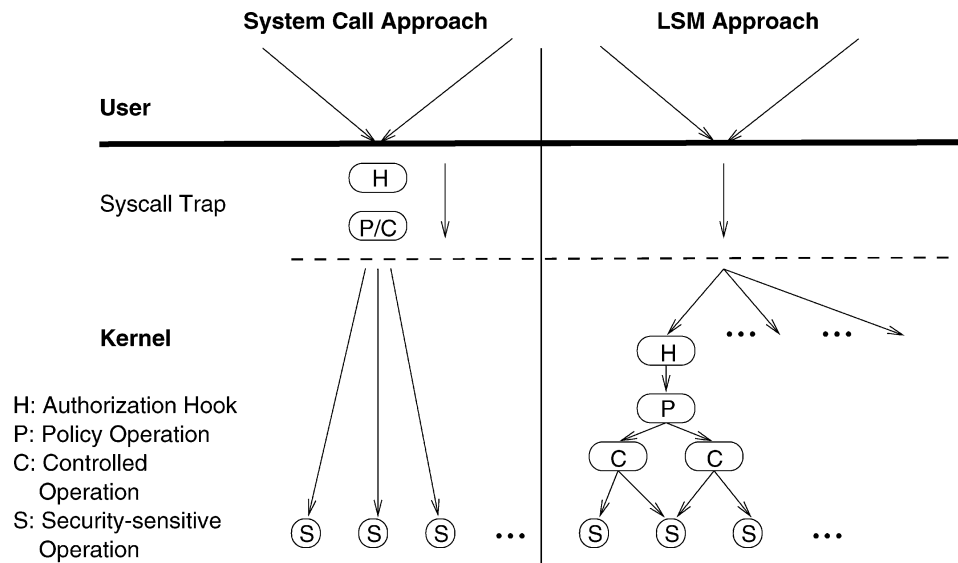 System Call Approach
LSM Approach
User
H
Syscall Trap
P/C
Kernel
H
P
C C
H: Authorization Hook
P: Policy Operation
C: Controlled
Operation
S: Security-sensitive
Operation
S S S ...
S S S ...
... ...